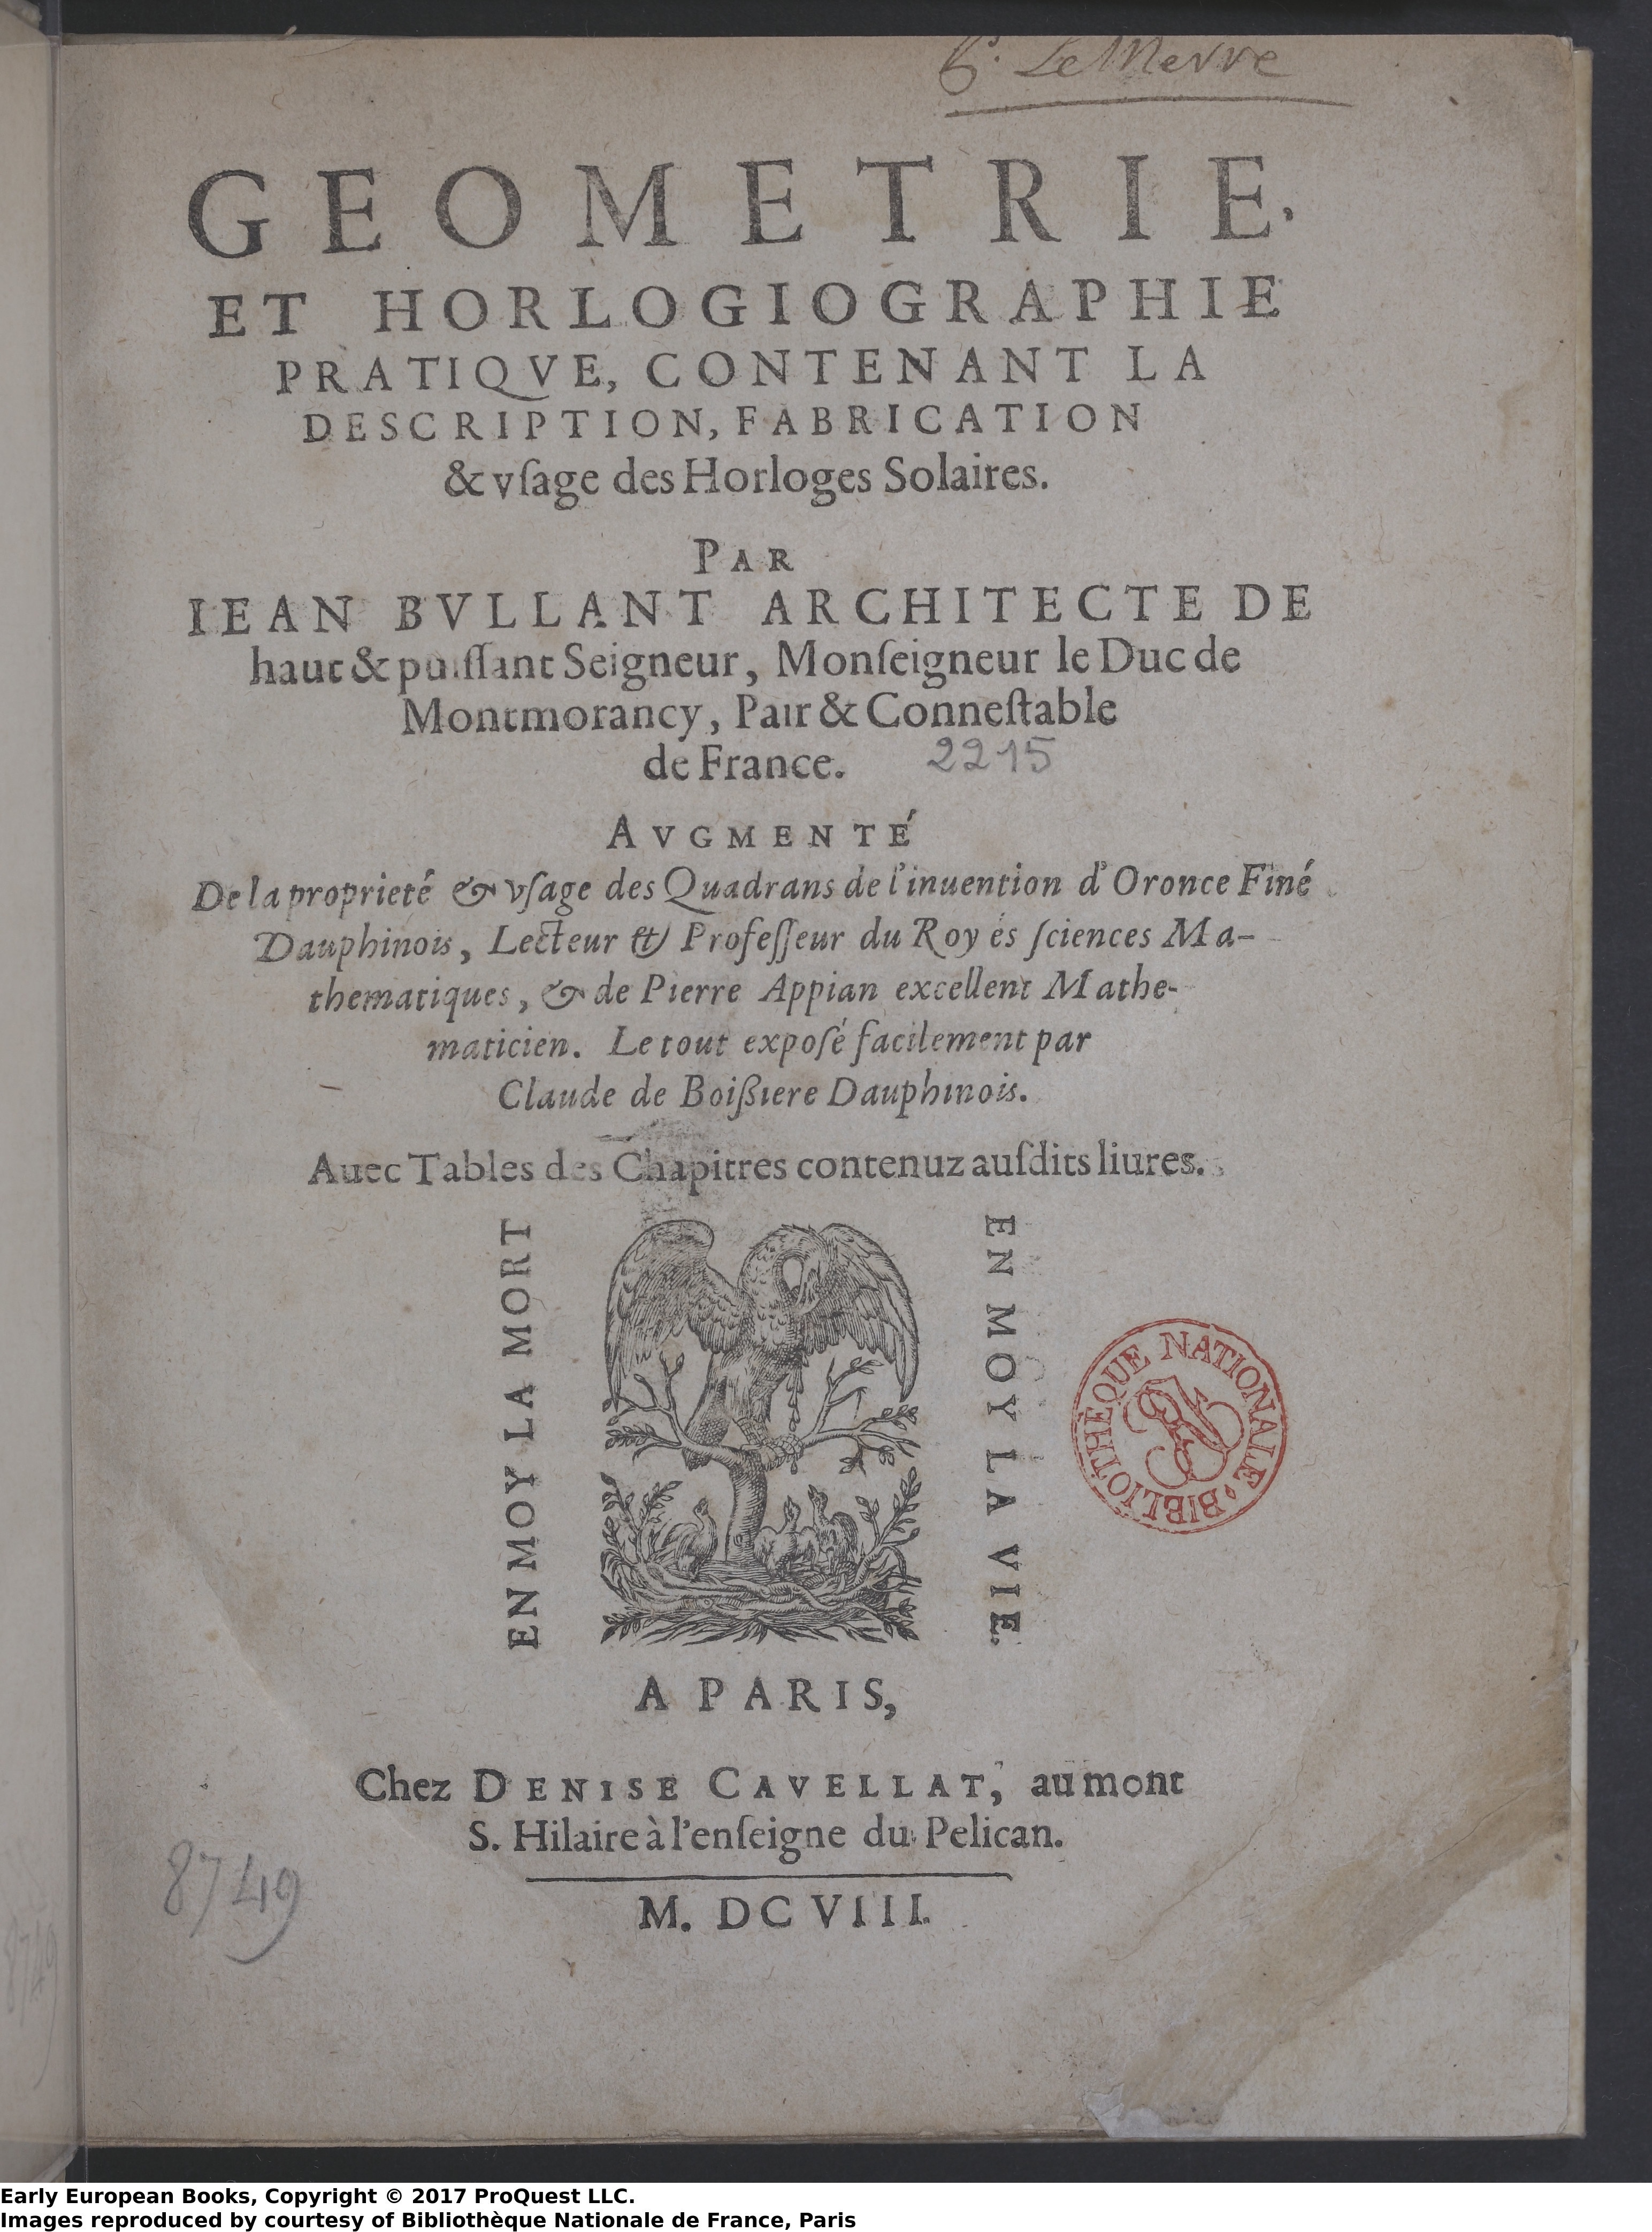 LeMerre
GEOMETRIE,
ET HORLOGIOGRAPHIE
PRATIQVE, CONTENANT LA
DESCRIPTION, FABRICATION
& vſage des Horloges Solaires.
PAR
IEAN BVLLANT ARCHITECTE DE
haut & puiſſant Seigneur, Monſeigneur le Duc de
Montmorancy, Pair & Conneſtable
de France.
2215
AVGMENTÉ
De la proprieté & vſage des Quadrans de l'inuention d'Oronce Finé
Dauphinois, Lecteur & Profeſſeur du Roy és ſciences Ma-
thematiques, & de Pierre Appian excellent Mathe-
maticien. Le tout expoſé facilement par
Claude de Boißiere Dauphinois.
Auec Tables des Chapitres contenuz auſdits liures.
EN MOY LA MORT
EN MOY LA VIE.
BIBLIOTHÈQUE NATIONALE
A PARIS,
Chez DENISE CAVELLAT, au mont
S. Hilaire à l'enſeigne du Pelican.
8749
M. DC VIII.
Early European Books, Copyright © 2017 ProQuest LLC.
Images reproduced by courtesy of Bibliothèque Nationale de France, Paris